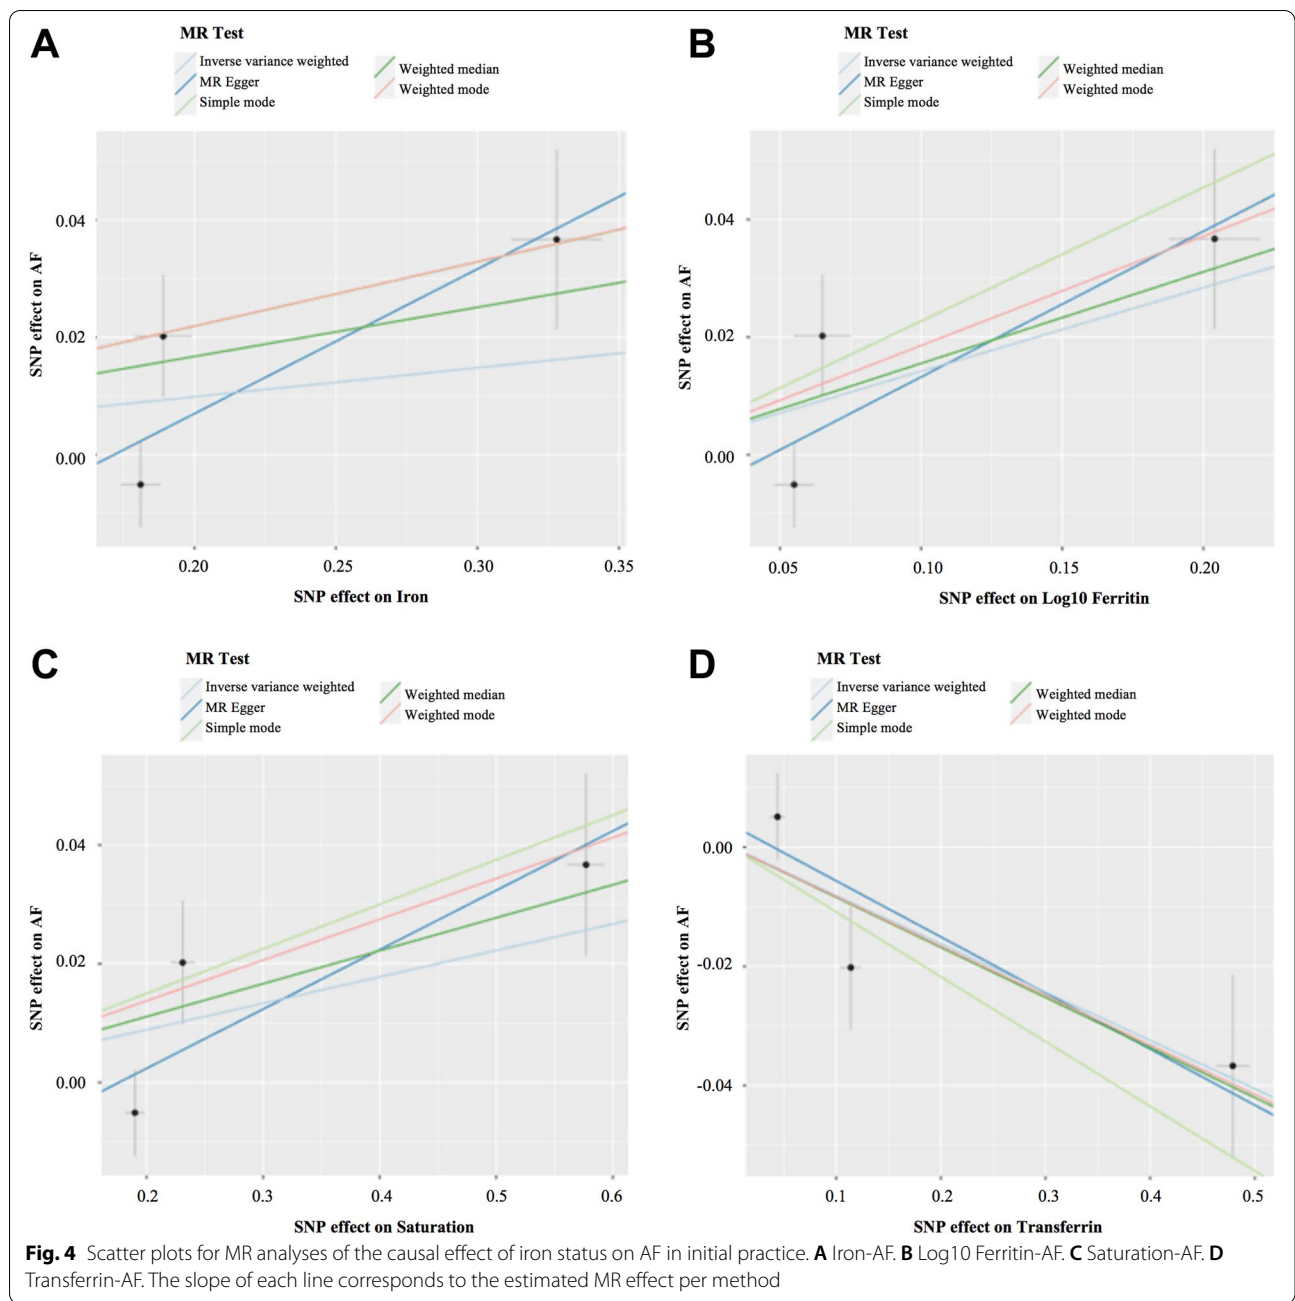 A
MR Test
Inverse variance weighted
MR Egger
Simple mode
Weighted median
Weighted mode
SNP effect on AF
0.04
0.02
0.00
0.20
0.25
0.30
0.35
SNP effect on Iron
B
MR Test
Inverse variance weighted
MR Egger
Simple mode
Weighted median
Weighted mode
SNP effect on AF
0.04
0.02
0.00
0.05
0.10
0.15
0.20
SNP effect on Log10 Ferritin
C
MR Test
Inverse variance weighted
MR Egger
Simple mode
Weighted median
Weighted mode
SNP effect on AF
0.04
0.02
0.00
0.2
0.3
0.4
0.5
0.6
SNP effect on Saturation
D
MR Test
Inverse variance weighted
MR Egger
Simple mode
Weighted median
Weighted mode
SNP effect on AF
0.00
-0.02
-0.04
0.1
0.2
0.3
0.4
0.5
SNP effect on Transferrin
Fig. 4 Scatter plots for MR analyses of the causal effect of iron status on AF in initial practice. A Iron-AF. B Log10 Ferritin-AF. C Saturation-AF. D
Transferrin-AF. The slope of each line corresponds to the estimated MR effect per method